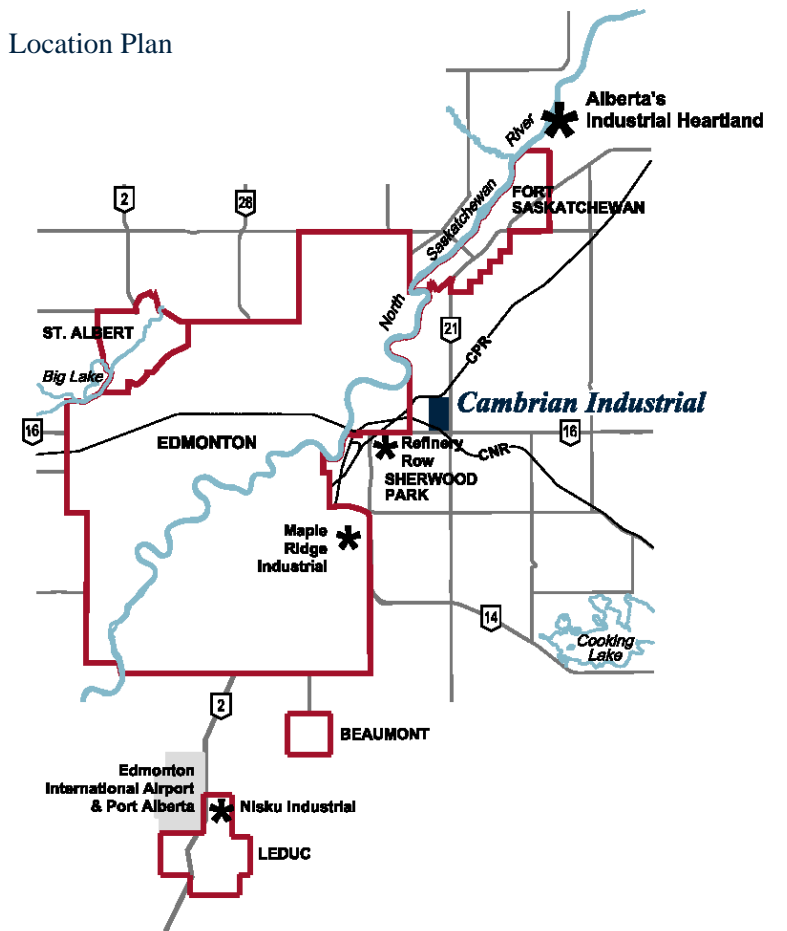 Location Plan
Alberta's
Industrial Heartland
River
Saskatchewan
North
FORT
SASKATCHEWAN
2
28
21
ST. ALBERT
Big Lake
CPR
Cambrian Industrial
16
EDMONTON
16
Refinery
Row
CNR
SHERWOOD
PARK
Maple
Ridge
Industrial
14
Cooking
Lake
2
BEAUMONT
Edmonton
International Airport
& Port Alberta
Nisku Industrial
LEDUC